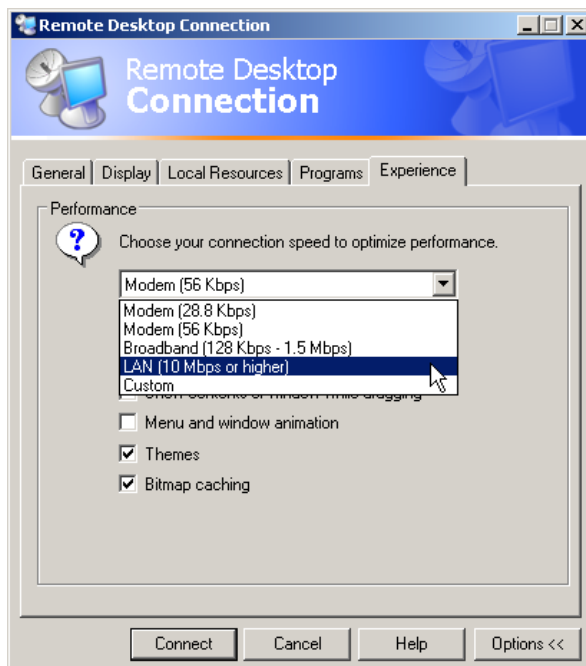 Remote Desktop Connection
Remote Desktop
Connection
General Display Local Resources Programs Experience
Performance
Choose your connection speed to optimize performance.
Modem (56 Kbps)
Modem (28.8 Kbps)
Modem (56 Kbps)
Broadband (128 Kbps - 1.5 Mbps)
LAN (10 Mbps or higher)
Custom
Menu and window animation
Themes
Bitmap caching
Connect Cancel Help Options <<